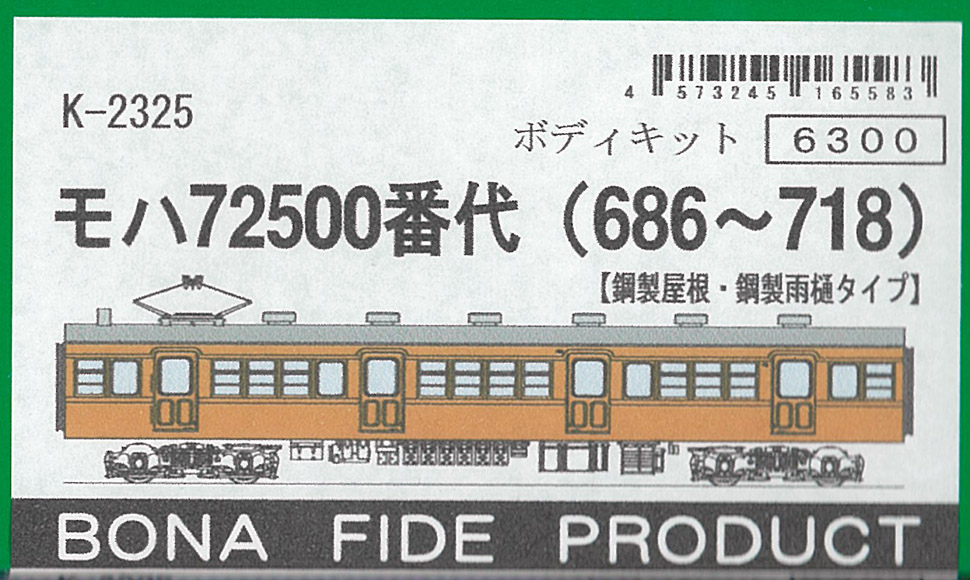 4 573245 165583
K-2325
ボディキット 6300
モハ72500番代（686〜718）
【鋼製屋根・鋼製雨樋タイプ】
BONA FIDE PRODUCT